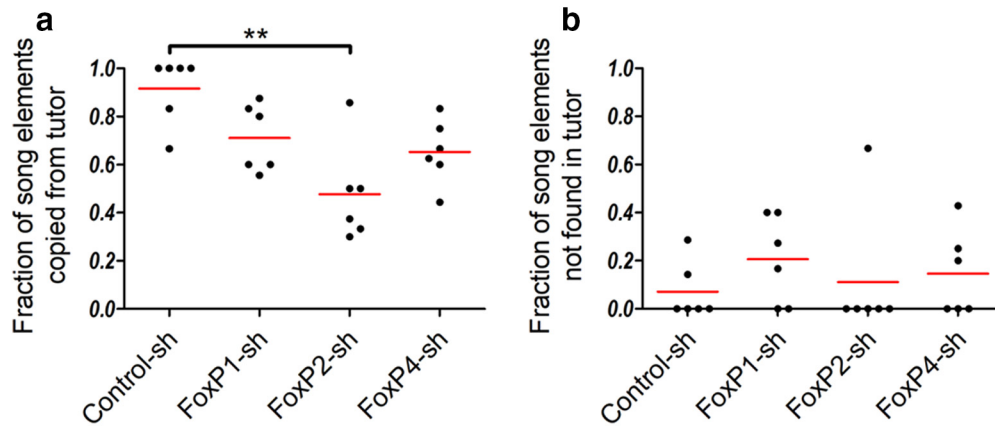 a
**
Fraction of song elements
copied from tutor
1.0
0.8
0.6
0.4
0.2
0.0
Control-sh
FoxP1-sh
FoxP2-sh
FoxP4-sh
b
Fraction of song elements
not found in tutor
1.0
0.8
0.6
0.4
0.2
0.0
Control-sh
FoxP1-sh
FoxP2-sh
FoxP4-sh